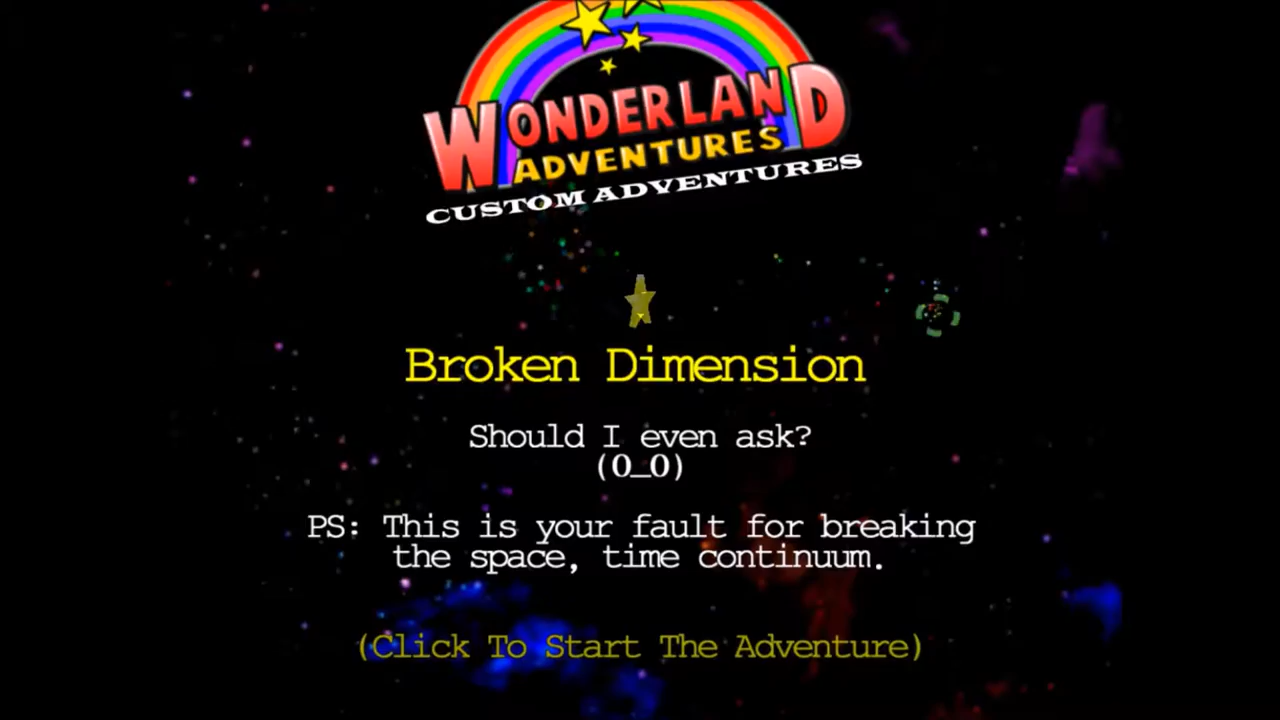 WONDERLAND
ADVENTURES
CUSTOM ADVENTURES
Broken Dimension
Should I even ask?
(0_0)
PS: This is your fault for breaking
the space, time continuum.
(Click To Start The Adventure)